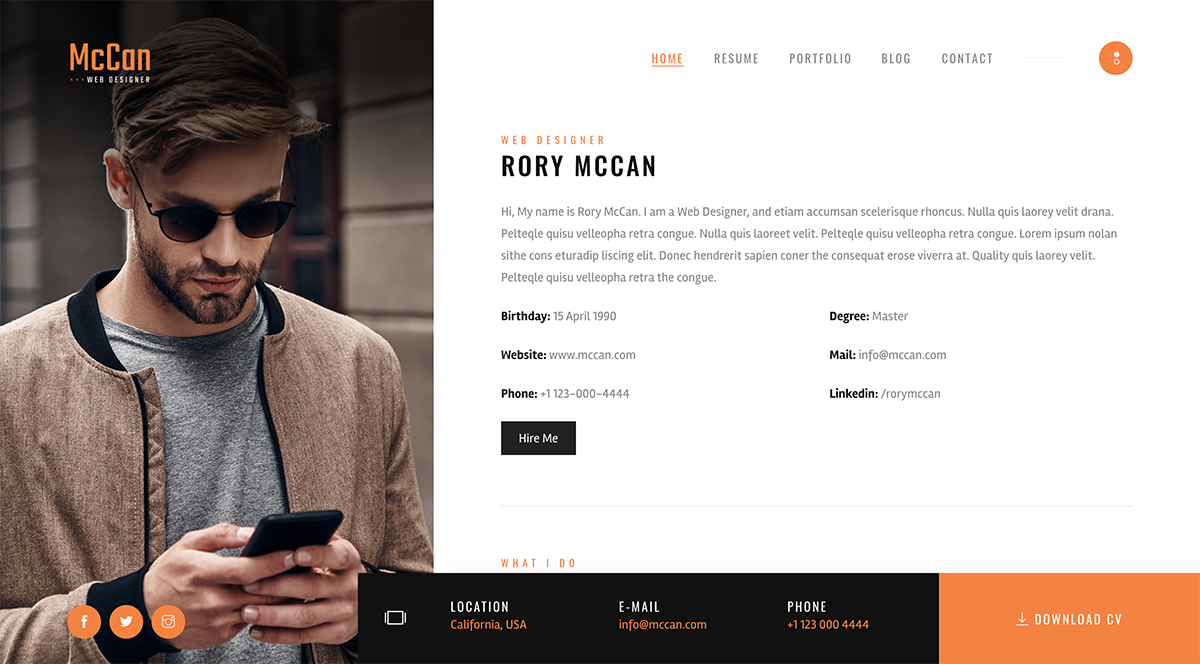 McCan
WEB DESIGNER
HOME RESUME PORTFOLIO BLOG CONTACT
WEB DESIGNER
RORY MCCAN
Hi, My name is Rory McCan. I am a Web Designer, and etiam accumsan scelerisque rhoncus. Nulla quis laorey velit drana.
Pelteqle quisu velleopha retra congue. Nulla quis laoreet velit. Pelteqle quisu velleopha retra congue. Lorem ipsum nolan
sithe cons eturadip liscing elit. Donec hendrerit sapien coner the consequat erose viverra at. Quality quis laorey velit.
Pelteqle quisu velleopha retra the congue.
Birthday: 15 April 1990 Degree: Master
Website: www.mccan.com Mail: info@mccan.com
Phone: +1 123-000-4444 Linkedin: /rorymccan
Hire Me
WHAT I DO
LOCATION E-MAIL PHONE
California, USA info@mccan.com +1 123 000 4444
DOWNLOAD CV